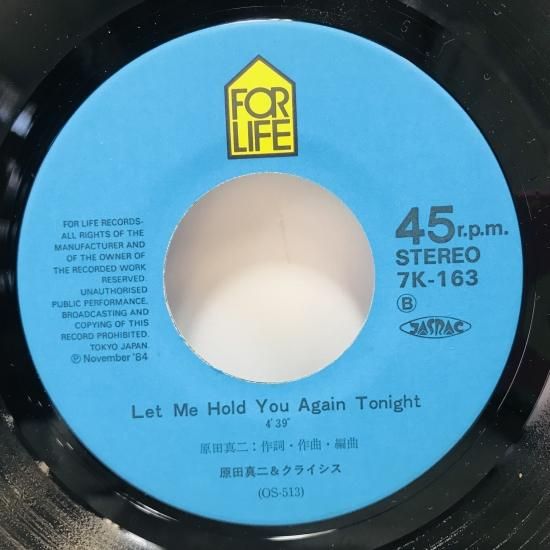 FOR
LIFE
FOR LIFE RECORDS-
ALL RIGHTS OF THE
MANUFACTURER AND
OF THE OWNER OF
THE RECORDED WORK
RESERVED.
UNAUTHORISED
PUBLIC PERFORMANCE,
BROADCASTING AND
COPYING OF THIS
RECORD PROHIBITED.
TOKYO JAPAN.
Ⓟ November '84
45 r.p.m.
STEREO
7K-163
Ⓑ
JASRAC
Let Me Hold You Again Tonight
4'39"
原田真二:作詞・作曲・編曲
原田真二&クライシス
(OS-513)